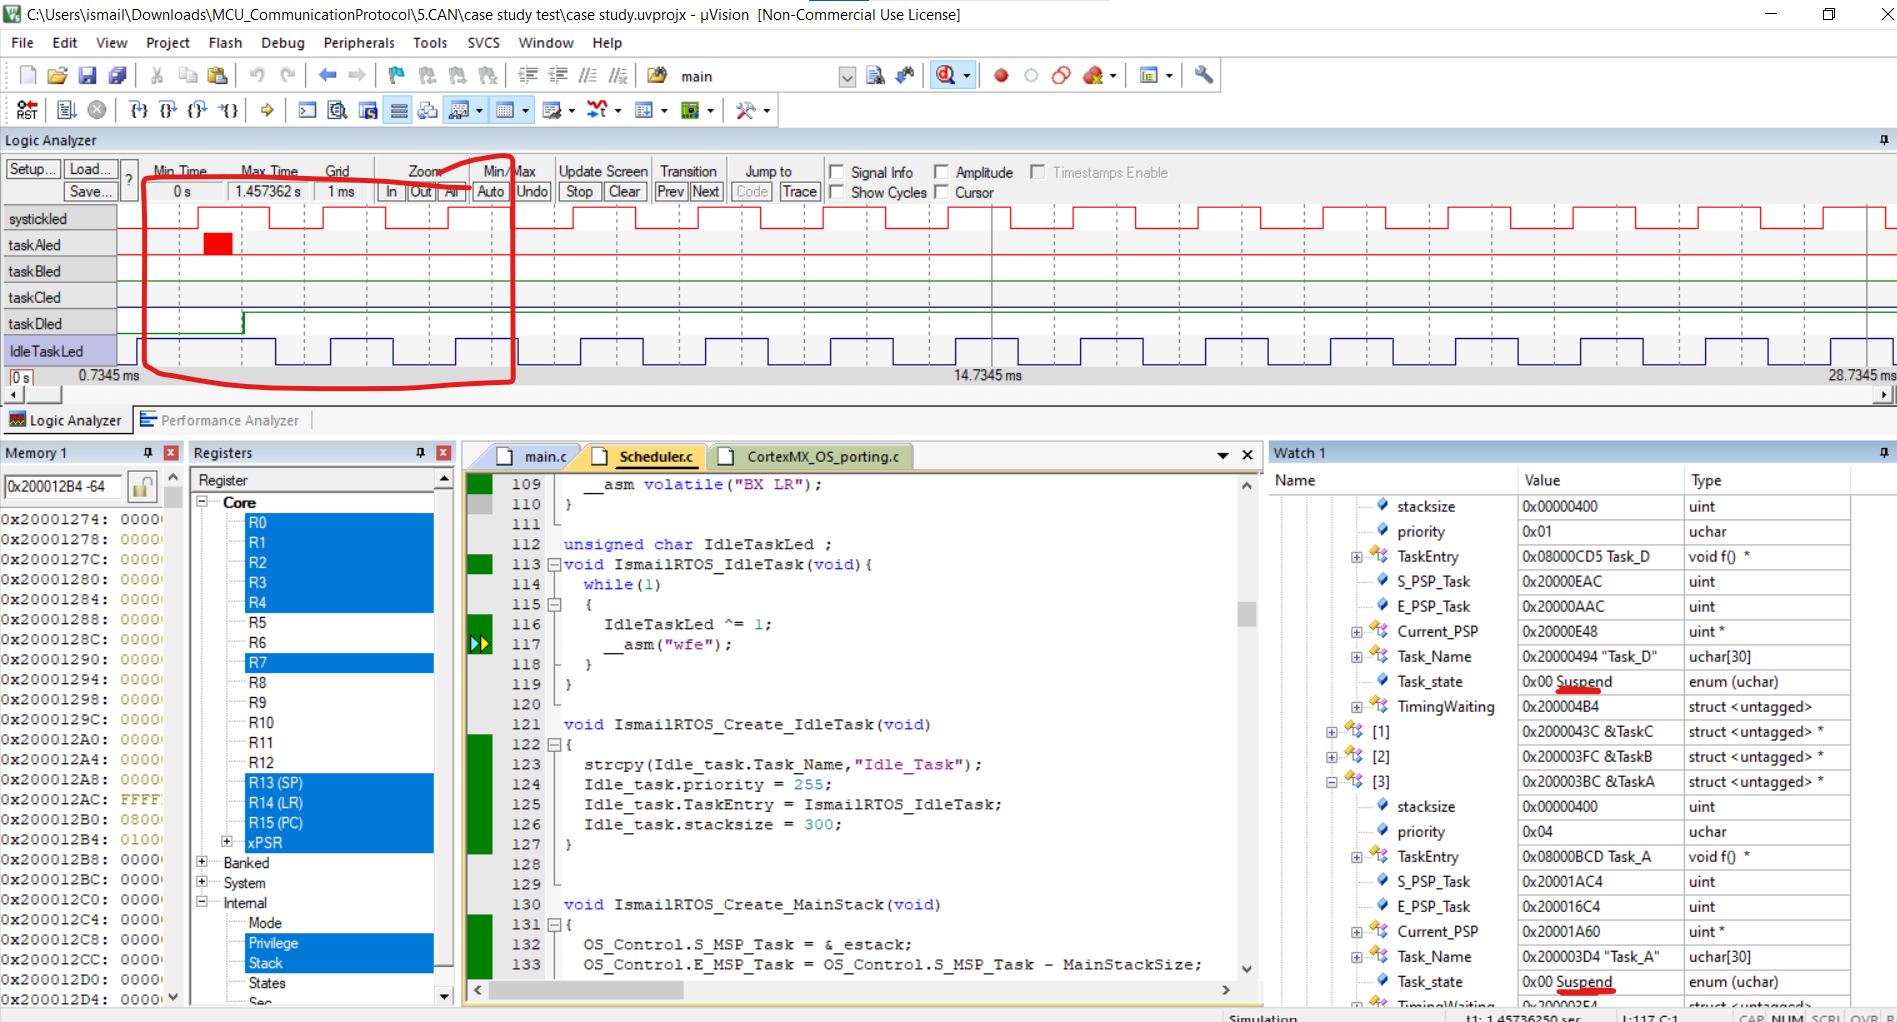 C:\Users\ismail\Downloads\MCU_CommunicationProtocol\5.CAN\case study test\case study.uvprojx - µVision  [Non-Commercial Use License]
File Edit View Project Flash Debug Peripherals Tools SVCS Window Help
main
RST
Logic Analyzer
Setup... Load... Min Time Max Time Grid Zoom Min/Max Update Screen Transition Jump to Signal Info Amplitude Timestamps Enable
Save... ? 0 s 1.457362 s 1 ms In Out All Auto Undo Stop Clear Prev Next Code Trace Show Cycles Cursor
systickled
taskAled
taskBled
taskCled
taskDled
IdleTaskLed
0 s 0.7345 ms 14.7345 ms 28.7345 ms
Logic Analyzer Performance Analyzer
Memory 1
0x200012B4 -64
0x20001274: 0000
0x20001278: 0000
0x2000127C: 0000
0x20001280: 0000
0x20001284: 0000
0x20001288: 0000
0x2000128C: 0000
0x20001290: 0000
0x20001294: 0000
0x20001298: 0000
0x2000129C: 0000
0x200012A0: 0000
0x200012A4: 0000
0x200012A8: 0000
0x200012AC: FFFF
0x200012B0: 0800
0x200012B4: 0100
0x200012B8: 0000
0x200012BC: 0000
0x200012C0: 0000
0x200012C4: 0000
0x200012C8: 0000
0x200012CC: 0000
0x200012D0: 0000
0x200012D4: 0000
Registers
Register
Core
R0
R1
R2
R3
R4
R5
R6
R7
R8
R9
R10
R11
R12
R13 (SP)
R14 (LR)
R15 (PC)
xPSR
Banked
System
Internal
Mode
Privilege
Stack
States
Sec
main.c Scheduler.c CortexMX_OS_porting.c
109 __asm volatile("BX LR");
110 }
111
112 unsigned char IdleTaskLed ;
113 void IsmailRTOS_IdleTask(void){
114 while(1)
115 {
116 IdleTaskLed ^= 1;
117 __asm("wfe");
118 }
119 }
120
121 void IsmailRTOS_Create_IdleTask(void)
122 {
123 strcpy(Idle_task.Task_Name,"Idle_Task");
124 Idle_task.priority = 255;
125 Idle_task.TaskEntry = IsmailRTOS_IdleTask;
126 Idle_task.stacksize = 300;
127 }
128
129
130 void IsmailRTOS_Create_MainStack(void)
131 {
132 OS_Control.S_MSP_Task = &_estack;
133 OS_Control.E_MSP_Task = OS_Control.S_MSP_Task - MainStackSize;
Watch 1
Name Value Type
stacksize 0x00000400 uint
priority 0x01 uchar
TaskEntry 0x08000CD5 Task_D void f() *
S_PSP_Task 0x20000EAC uint
E_PSP_Task 0x20000AAC uint
Current_PSP 0x20000E48 uint *
Task_Name 0x20000494 "Task_D" uchar[30]
Task_state 0x00 Suspend enum (uchar)
TimingWaiting 0x200004B4 struct <untagged>
[1] 0x2000043C &TaskC struct <untagged> *
[2] 0x200003FC &TaskB struct <untagged> *
[3] 0x200003BC &TaskA struct <untagged> *
stacksize 0x00000400 uint
priority 0x04 uchar
TaskEntry 0x08000BCD Task_A void f() *
S_PSP_Task 0x20001AC4 uint
E_PSP_Task 0x200016C4 uint
Current_PSP 0x20001A60 uint *
Task_Name 0x200003D4 "Task_A" uchar[30]
Task_state 0x00 Suspend enum (uchar)
TimingWaiting 0x200003F4 struct <untagged>
Simulation t1: 1.45736250 sec L:117 C:1 CAP NUM SCRL OVR